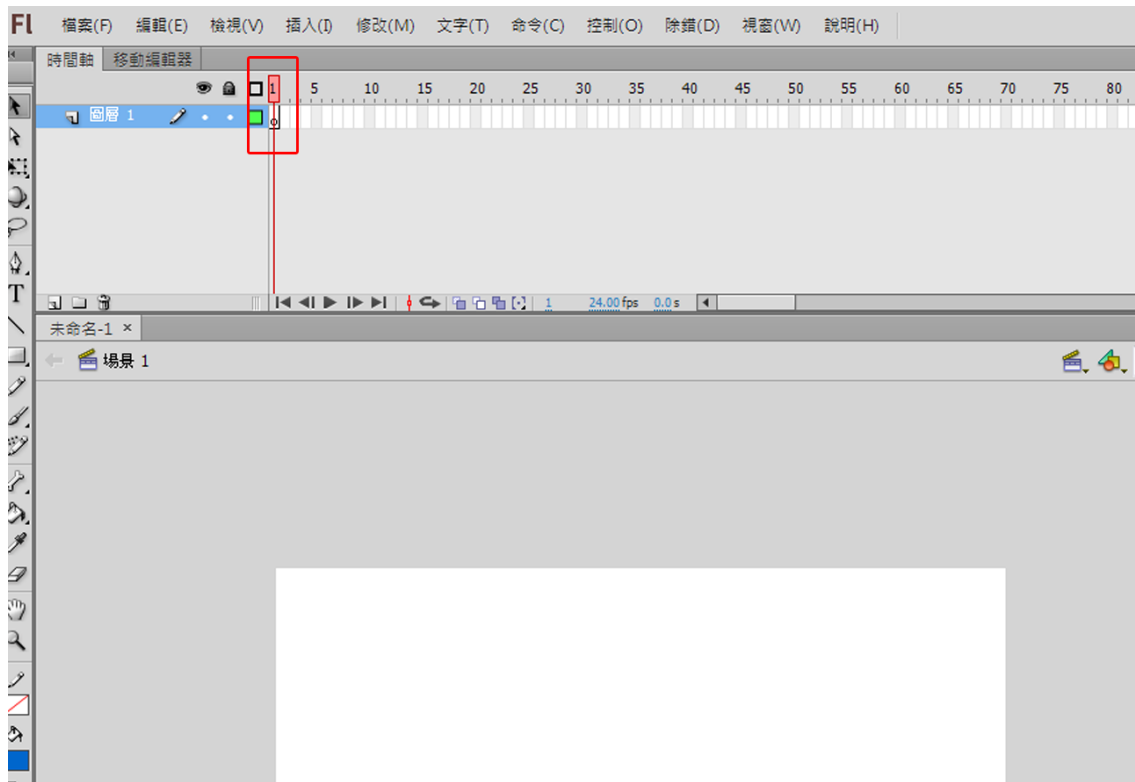 Fl 檔案(F) 編輯(E) 檢視(V) 插入(I) 修改(M) 文字(T) 命令(C) 控制(O) 除錯(D) 視窗(W) 說明(H)
時間軸 移動編輯器
1 5 10 15 20 25 30 35 40 45 50 55 60 65 70 75 80
圖層 1
T
1 24.00 fps 0.0 s
未命名-1 ×
場景 1